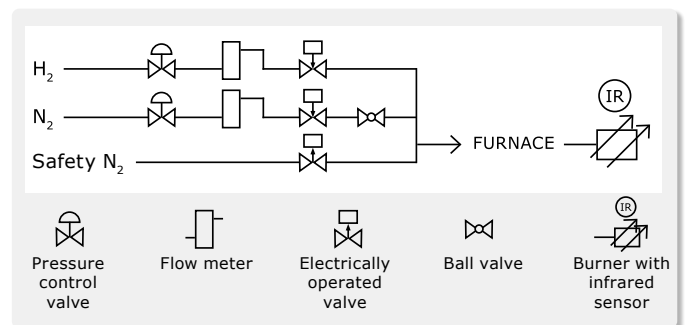 H₂
N₂
Safety N₂
FURNACE
IR
Pressure
control
valve
Flow meter
Electrically
operated
valve
Ball valve
IR
Burner with
infrared
sensor